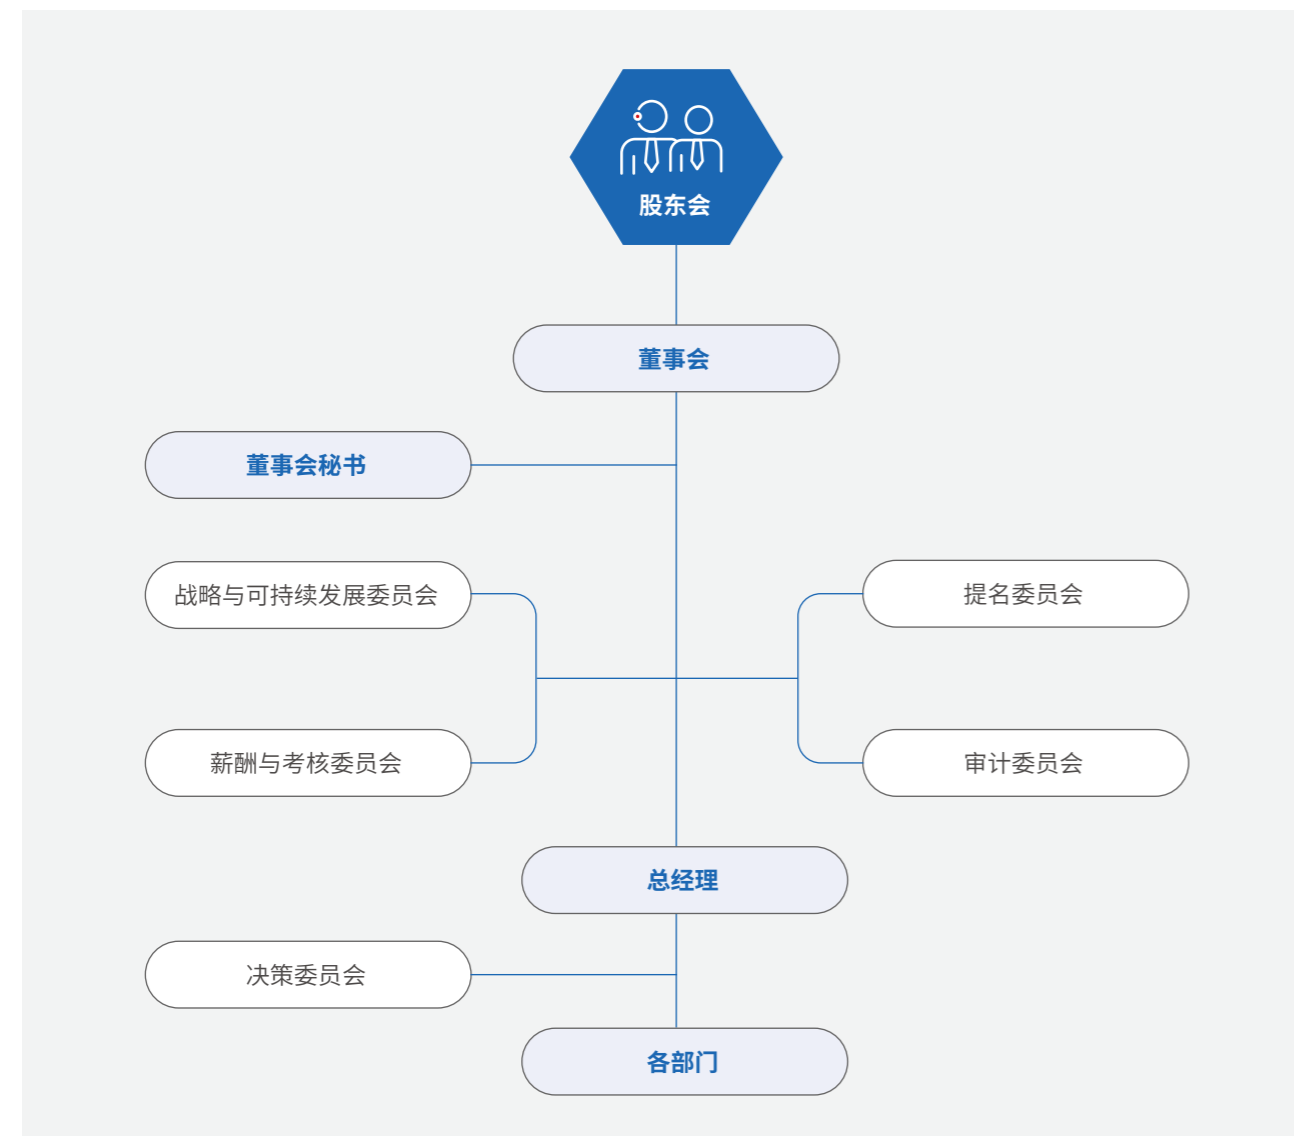 股东会
董事会
董事会秘书
战略与可持续发展委员会
提名委员会
薪酬与考核委员会
审计委员会
总经理
决策委员会
各部门